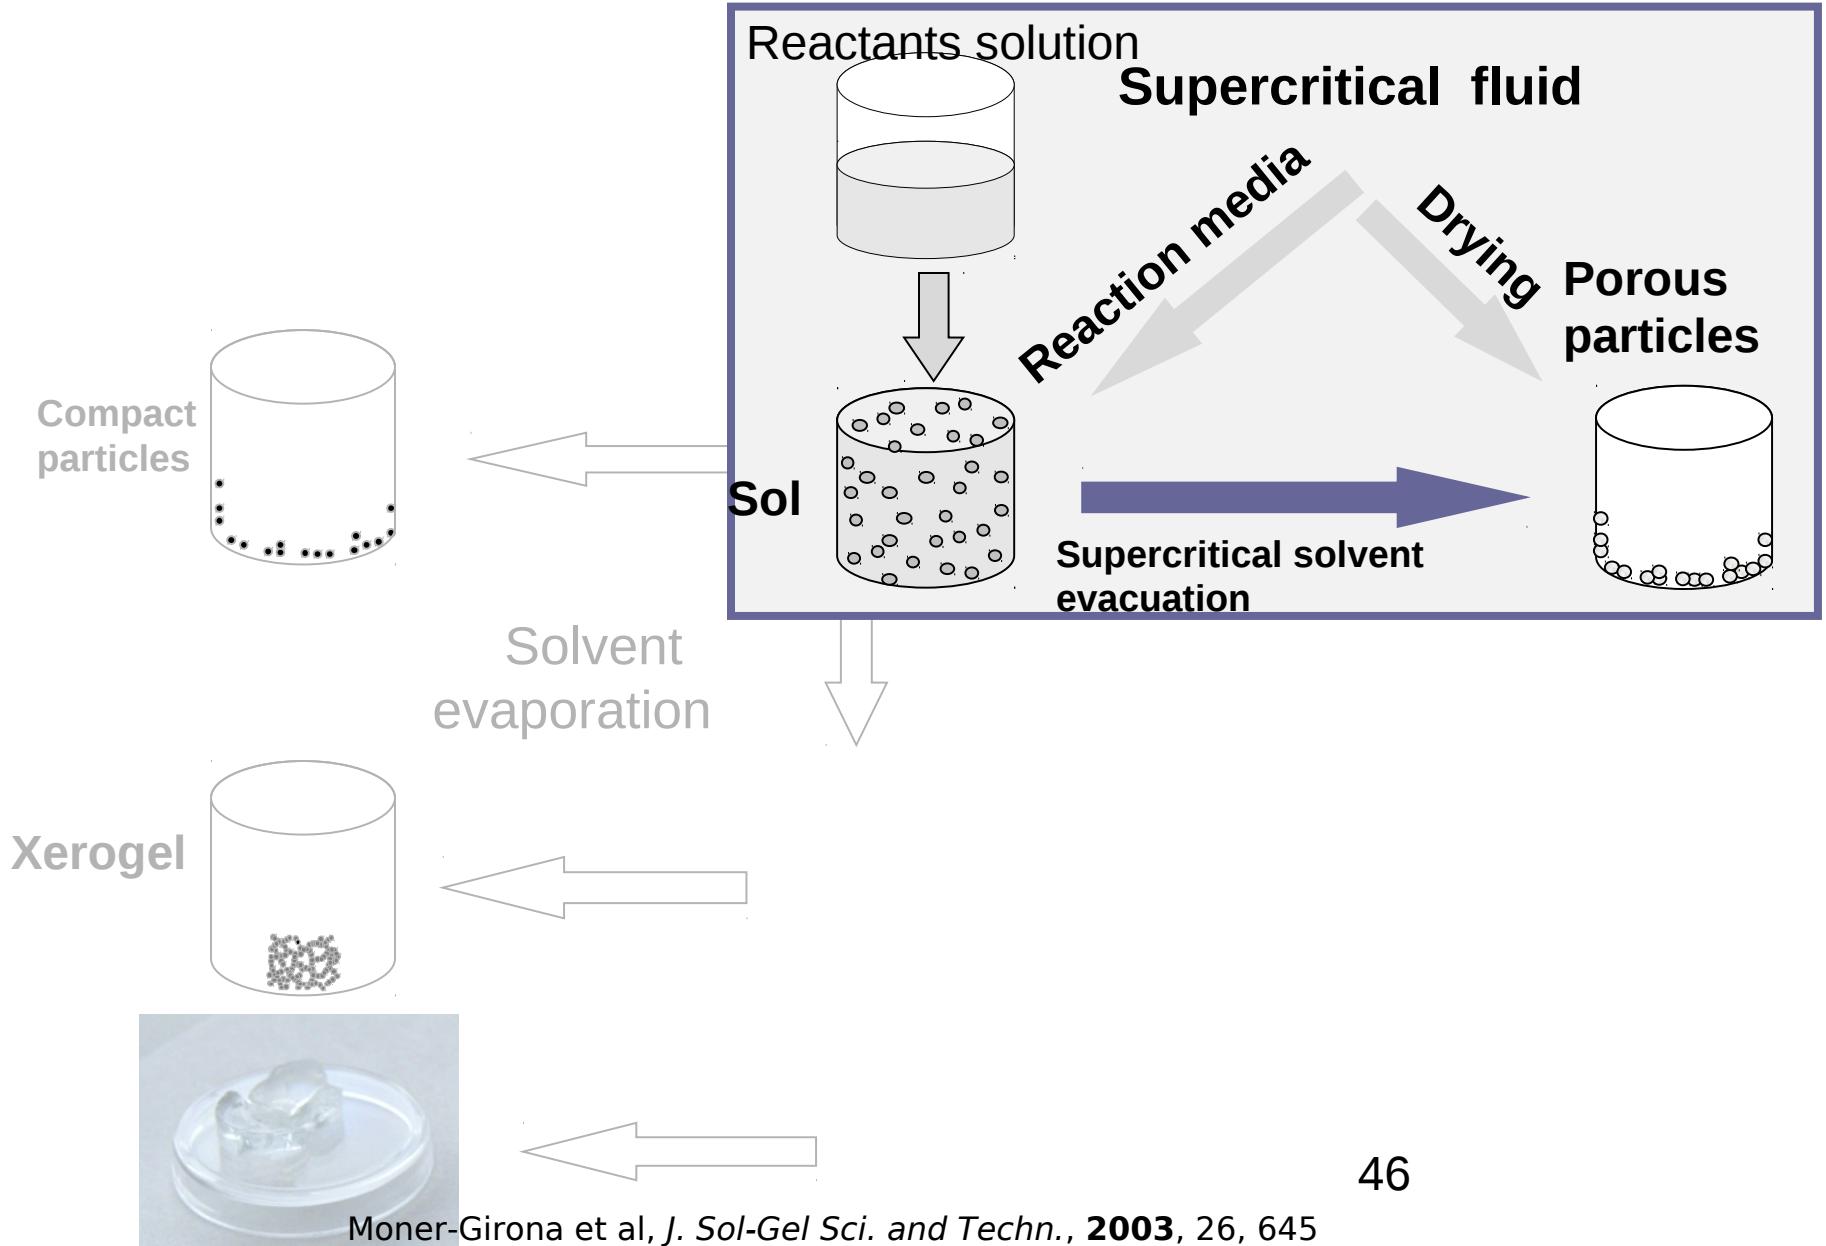 Reactants solution
Supercritical fluid
Reaction media
Drying
Porous
particles
Compact
particles
Sol
Supercritical solvent
evacuation
Solvent
evaporation
Xerogel
46
Moner-Girona et al, J. Sol-Gel Sci. and Techn., 2003, 26, 645